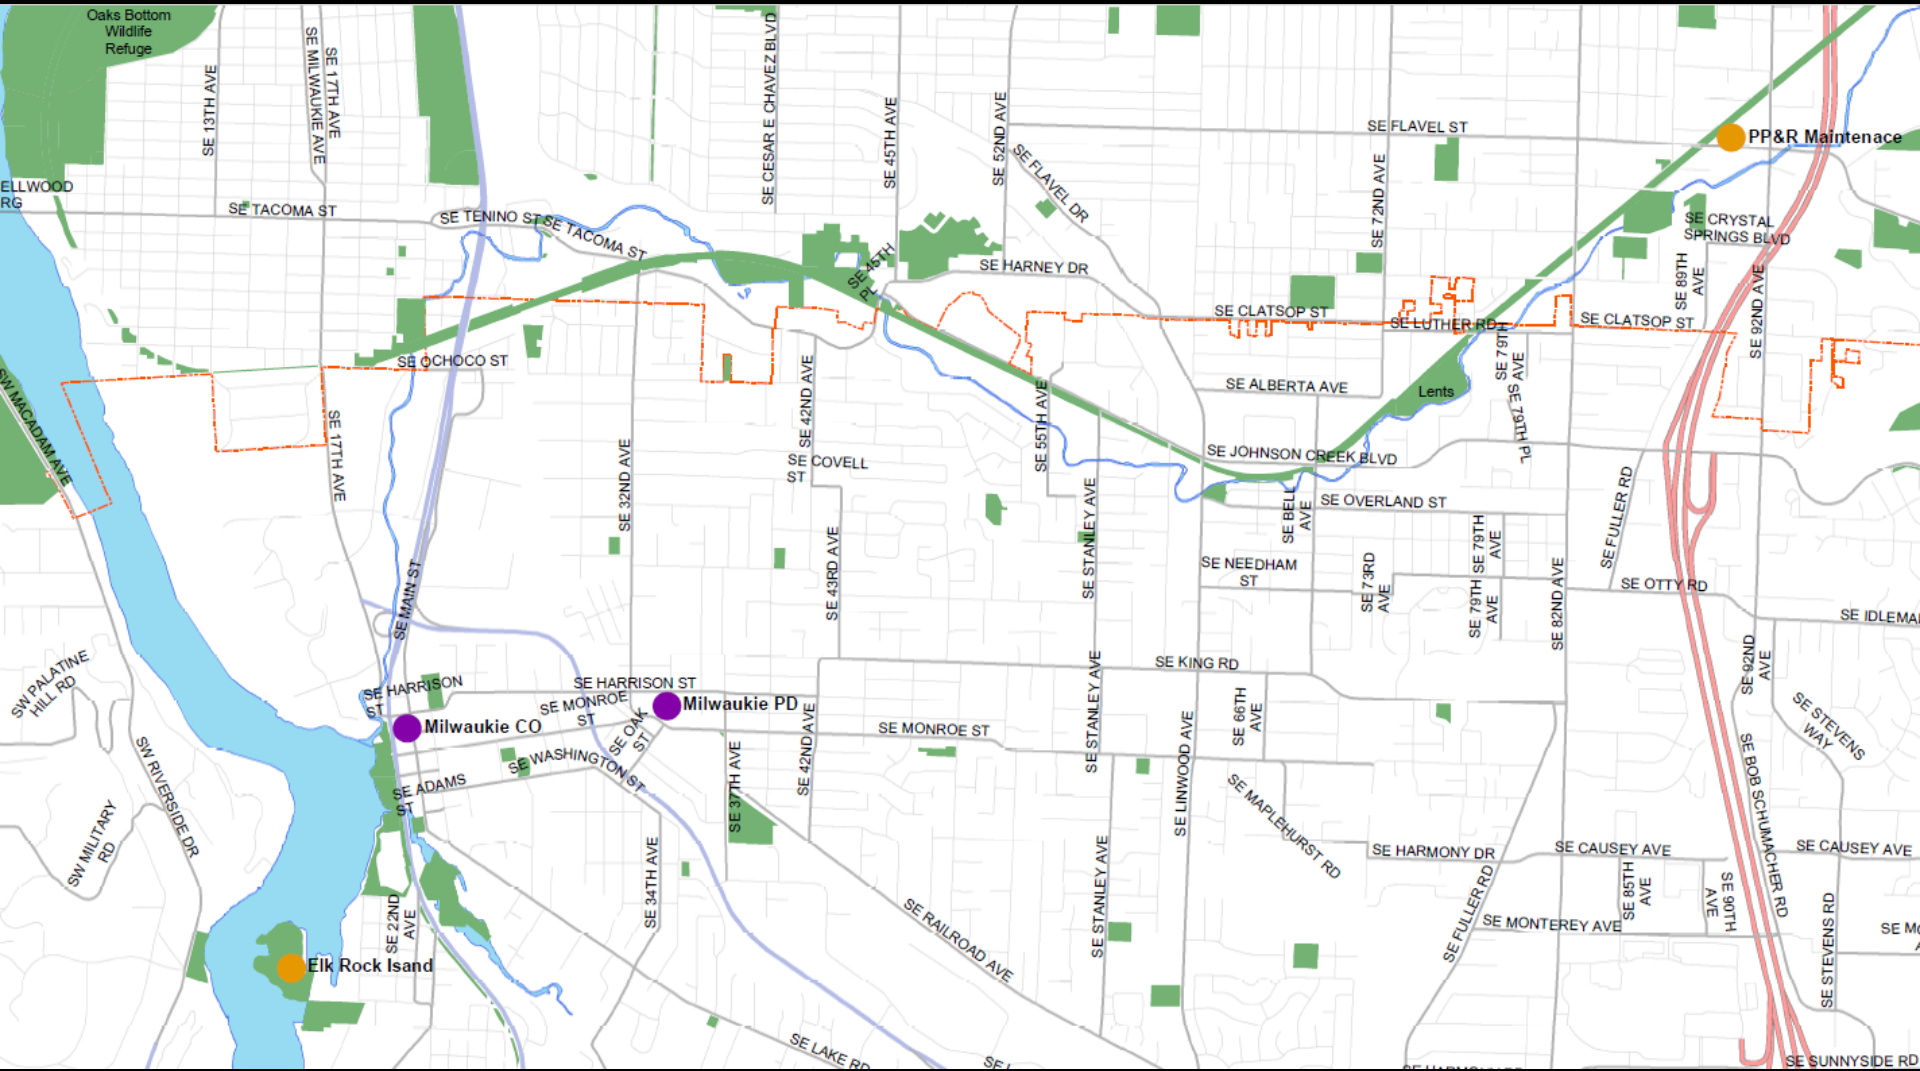 Oaks Bottom
Wildlife
Refuge
SE 13TH AVE
SE MILWAUKIE AVE
SE 17TH AVE
SE CESAR E CHAVEZ BLVD
SE 45TH AVE
SE 52ND AVE
SE FLAVEL DR
SE FLAVEL ST
SE 72ND AVE
PP&R Maintenace
ELLWOOD
RG
SE TACOMA ST
SE TENINO ST
SE TACOMA ST
SE 45TH
PL
SE HARNEY DR
SE CRYSTAL
SPRINGS BLVD
SE 89TH
AVE
SE 92ND AVE
SE CLATSOP ST
SE LUTHER RD
SE CLATSOP ST
SE OCHOCO ST
SW MACADAM AVE
SE 17TH AVE
SE 32ND AVE
SE 42ND AVE
SE COVELL
ST
SE 55TH AVE
SE ALBERTA AVE
Lents
SE 79TH
SE 79TH PL
SE JOHNSON CREEK BLVD
SE OVERLAND ST
SE BELL
AVE
SE FULLER RD
SE 43RD AVE
SE STANLEY AVE
SE NEEDHAM
ST
SE 73RD
AVE
SE 79TH
AVE
SE 79TH
AVE
SE 82ND AVE
SE OTTY RD
SE IDLEMA
SE MAIN ST
SW PALATINE
HILL RD
SE HARRISON
ST
SE HARRISON ST
SE MONROE
ST
SE OAK
ST
Milwaukie PD
Milwaukie CO
SE KING RD
SE STANLEY AVE
SE 66TH
AVE
SE 92ND
AVE
SE STEVENS
WAY
SE MONROE ST
SE 42ND AVE
SE 37TH AVE
SE WASHINGTON ST
SE ADAMS
ST
SW RIVERSIDE DR
SW MILITARY
RD
SE LINWOOD AVE
SE MAPLEHURST RD
SE BOB SCHUMACHER RD
SE HARMONY DR
SE CAUSEY AVE
SE CAUSEY AVE
SE 34TH AVE
SE STANLEY AVE
SE FULLER RD
SE 85TH
AVE
SE 90TH
AVE
SE STEVENS RD
SE MONTEREY AVE
SE 22ND
AVE
SE RAILROAD AVE
Elk Rock Isand
SE LAKE RD
SE SUNNYSIDE RD